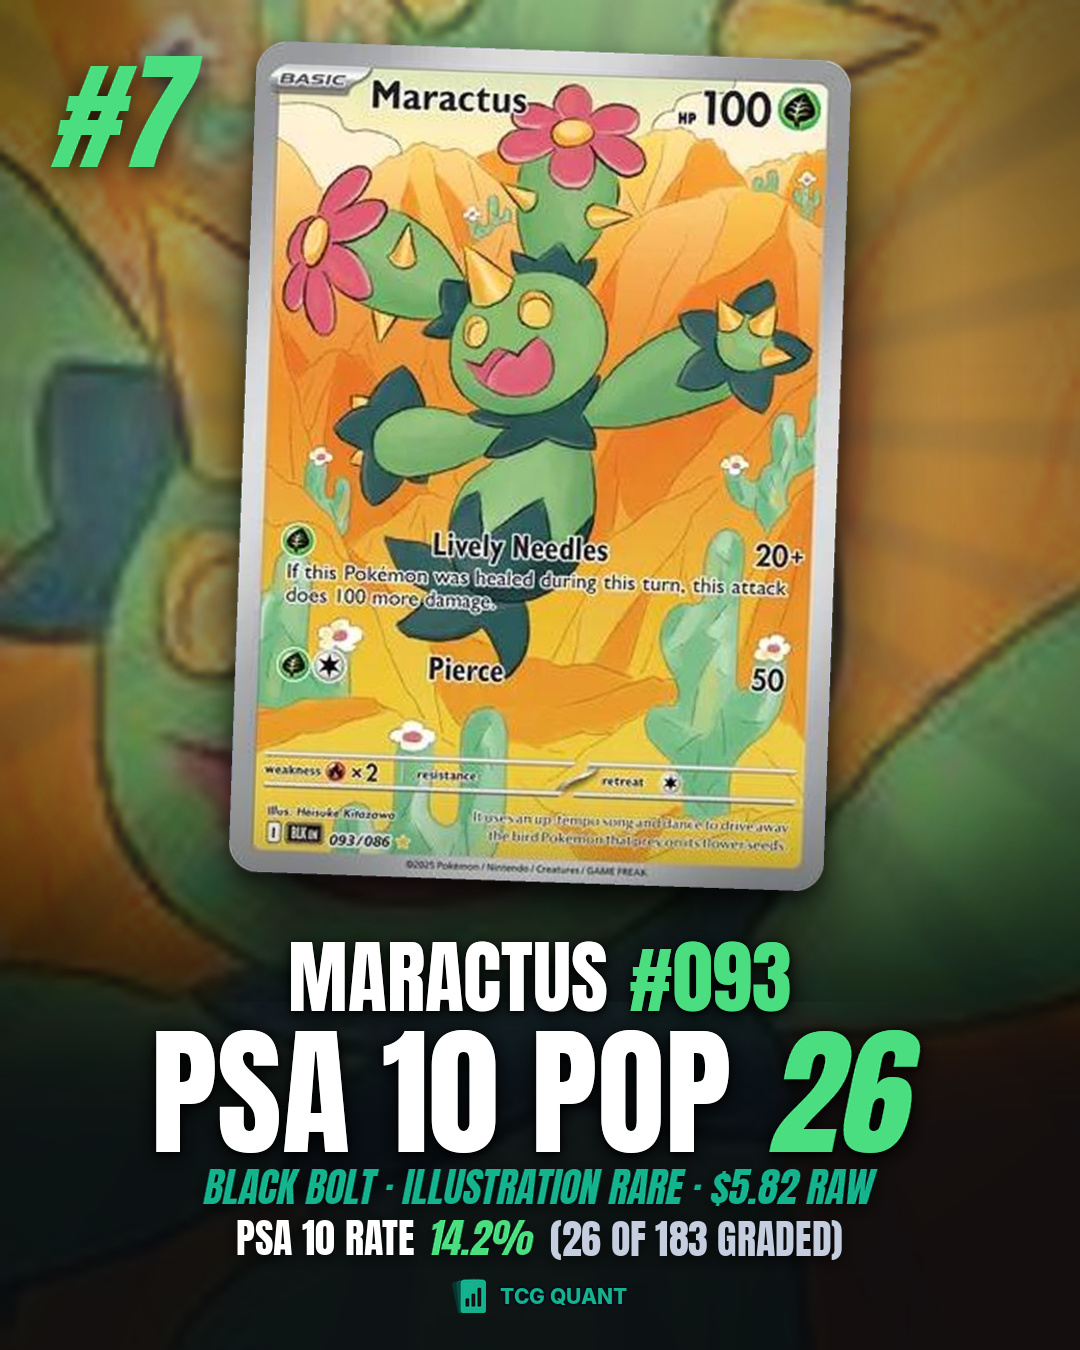 #7
BASIC
Maractus
HP 100
Lively Needles 20+
If this Pokémon was healed during this turn, this attack
does 100 more damage.
Pierce 50
weakness ×2 resistance retreat
Illus. Heisuke Kitazawa
It uses an up-tempo song and dance to drive away
the bird Pokémon that prey on its flower seeds.
I BLK EN 093/086
©2025 Pokémon / Nintendo / Creatures / GAME FREAK
MARACTUS #093
PSA 10 POP 26
BLACK BOLT · ILLUSTRATION RARE · $5.82 RAW
PSA 10 RATE 14.2% (26 OF 183 GRADED)
TCG QUANT